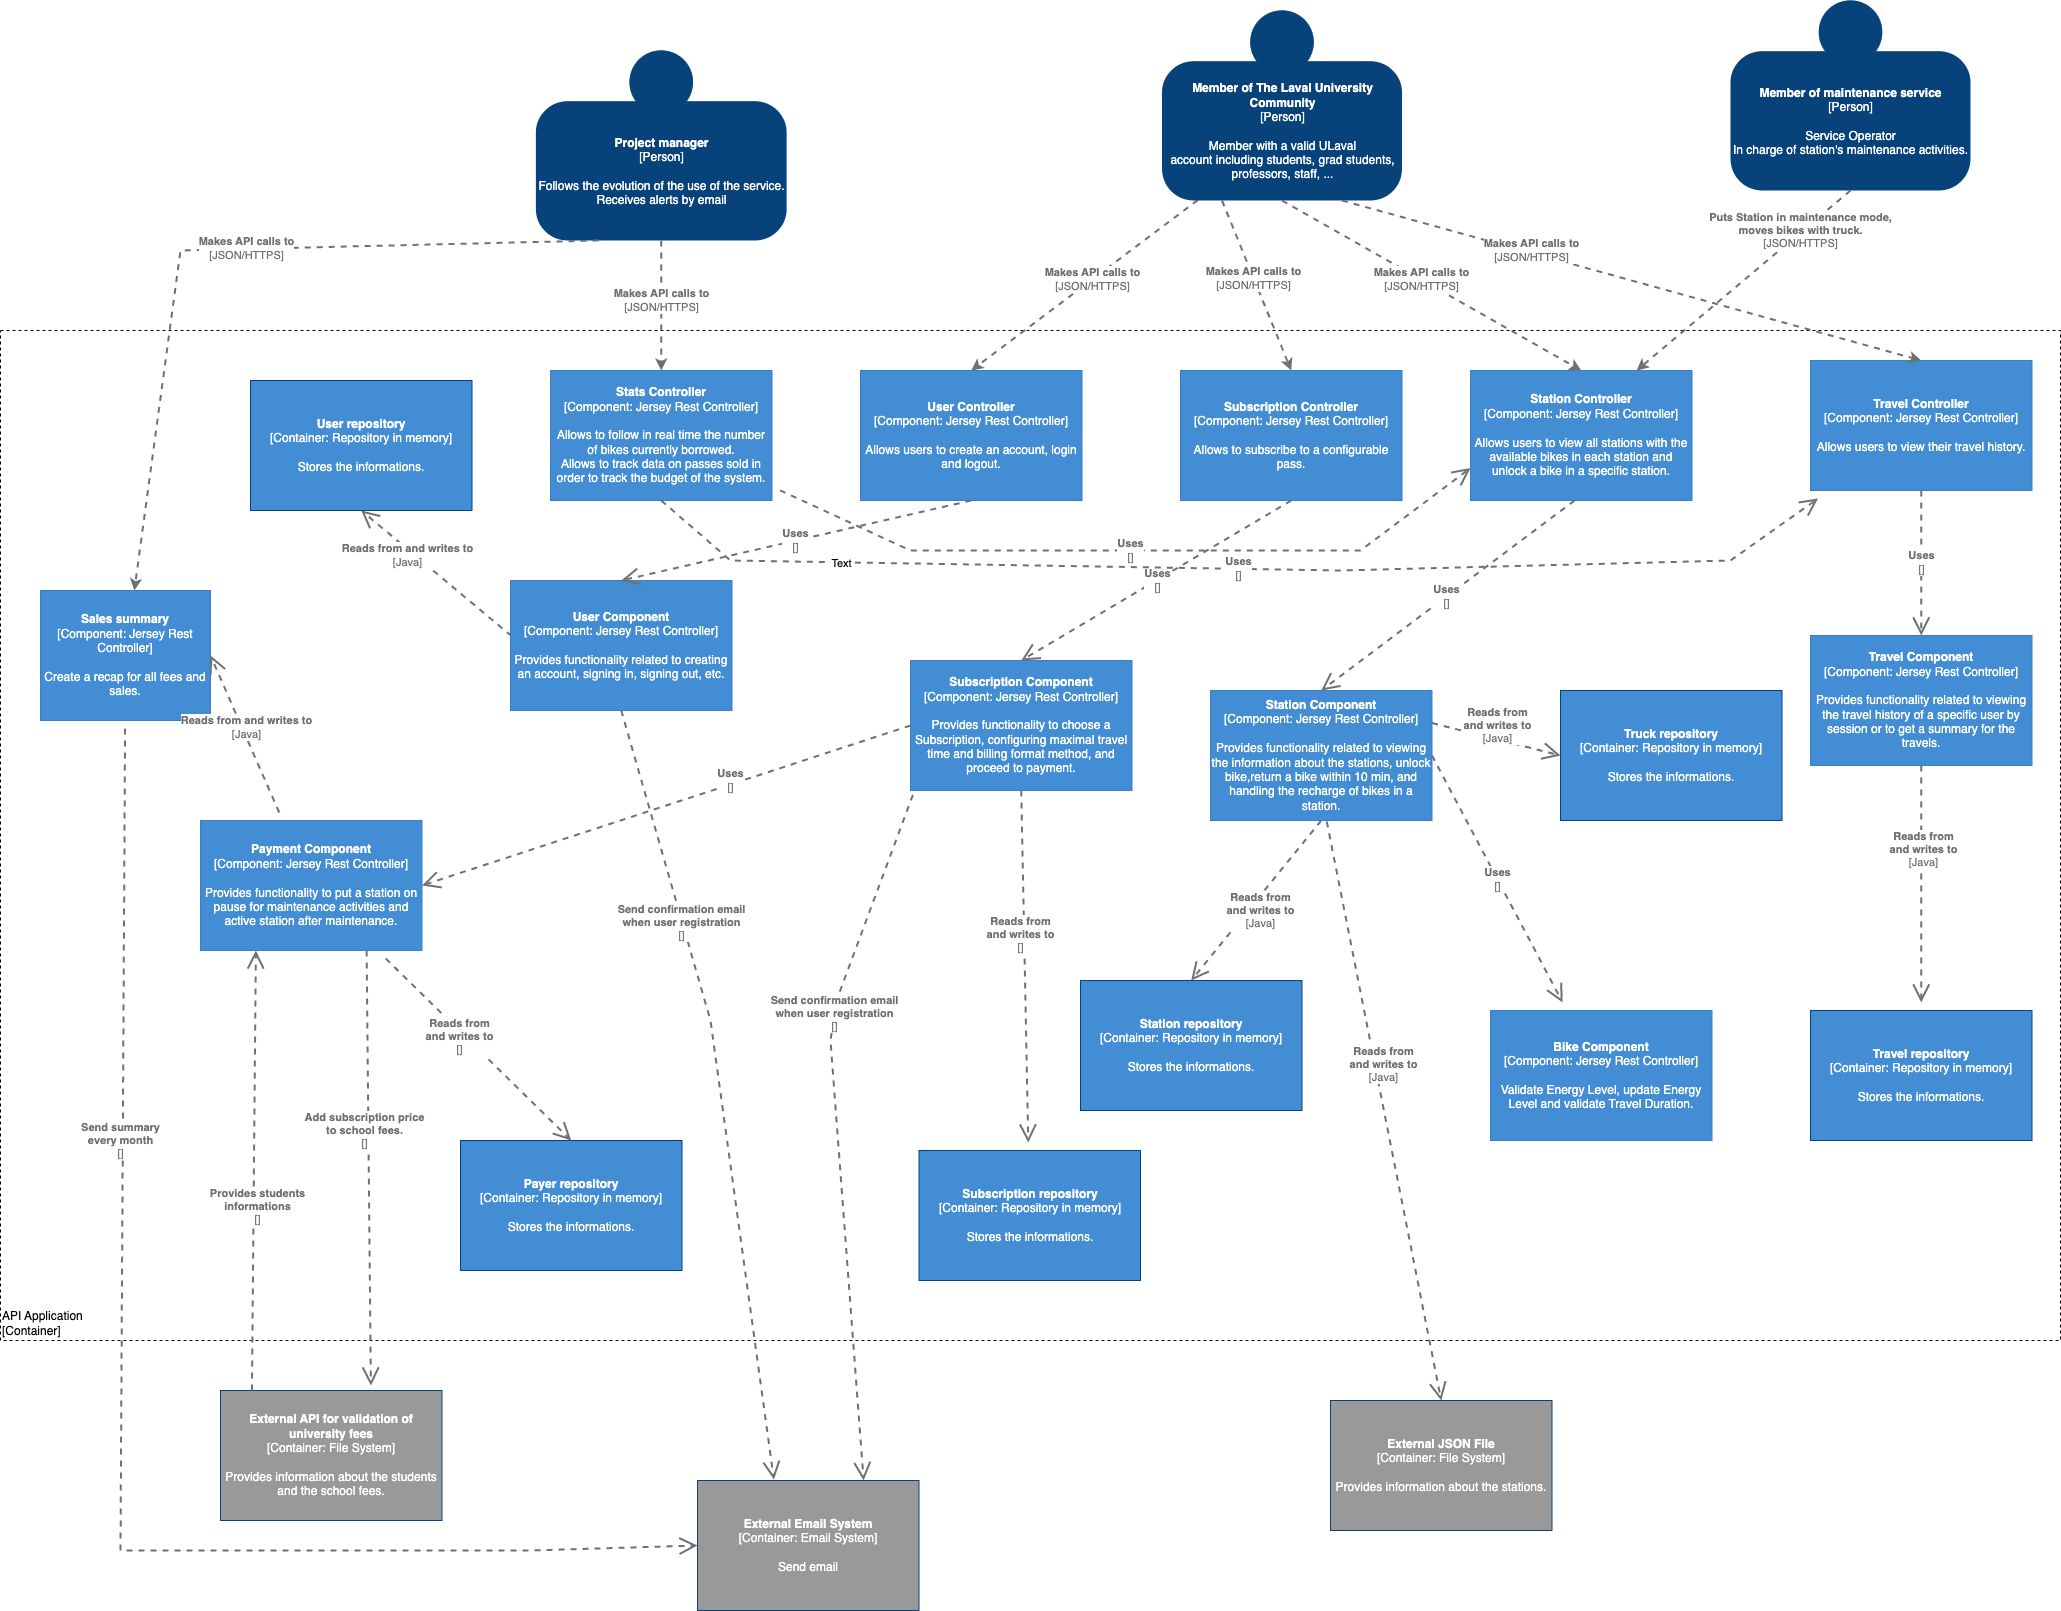 Project manager
[Person]
Follows the evolution of the use of the service.
Receives alerts by email
Member of The Laval University
Community
[Person]
Member with a valid ULaval
account including students, grad students,
professors, staff, ...
Member of maintenance service
[Person]
Service Operator
In charge of station's maintenance activities.
Makes API calls to
[JSON/HTTPS]
Makes API calls to
[JSON/HTTPS]
Makes API calls to
[JSON/HTTPS]
Makes API calls to
[JSON/HTTPS]
Makes API calls to
[JSON/HTTPS]
Makes API calls to
[JSON/HTTPS]
Puts Station in maintenance mode,
moves bikes with truck.
[JSON/HTTPS]
User repository
[Container: Repository in memory]
Stores the informations.
Stats Controller
[Component: Jersey Rest Controller]
Allows to follow in real time the number
of bikes currently borrowed.
Allows to track data on passes sold in
order to track the budget of the system.
User Controller
[Component: Jersey Rest Controller]
Allows users to create an account, login
and logout.
Subscription Controller
[Component: Jersey Rest Controller]
Allows to subscribe to a configurable
pass.
Station Controller
[Component: Jersey Rest Controller]
Allows users to view all stations with the
available bikes in each station and
unlock a bike in a specific station.
Travel Controller
[Component: Jersey Rest Controller]
Allows users to view their travel history.
Reads from and writes to
[Java]
Uses
[]
Text
Uses
[]
Uses
[]
Uses
[]
Uses
[]
Uses
[]
Sales summary
[Component: Jersey Rest
Controller]
Create a recap for all fees and
sales.
User Component
[Component: Jersey Rest Controller]
Provides functionality related to creating
an account, signing in, signing out, etc.
Subscription Component
[Component: Jersey Rest Controller]
Provides functionality to choose a
Subscription, configuring maximal travel
time and billing format method, and
proceed to payment.
Station Component
[Component: Jersey Rest Controller]
Provides functionality related to viewing
the information about the stations, unlock
bike,return a bike within 10 min, and
handling the recharge of bikes in a
station.
Reads from
and writes to
[Java]
Truck repository
[Container: Repository in memory]
Stores the informations.
Travel Component
[Component: Jersey Rest Controller]
Provides functionality related to viewing
the travel history of a specific user by
session or to get a summary for the
travels.
Reads from and writes to
[Java]
Uses
[]
Payment Component
[Component: Jersey Rest Controller]
Provides functionality to put a station on
pause for maintenance activities and
active station after maintenance.
Send confirmation email
when user registration
[]
Reads from
and writes to
[]
Reads from
and writes to
[Java]
Uses
[]
Reads from
and writes to
[Java]
Send confirmation email
when user registration
[]
Reads from
and writes to
[]
Station repository
[Container: Repository in memory]
Stores the informations.
Reads from
and writes to
[Java]
Bike Component
[Component: Jersey Rest Controller]
Validate Energy Level, update Energy
Level and validate Travel Duration.
Travel repository
[Container: Repository in memory]
Stores the informations.
Send summary
every month
[]
Add subscription price
to school fees.
[]
Provides students
informations
[]
Payer repository
[Container: Repository in memory]
Stores the informations.
Subscription repository
[Container: Repository in memory]
Stores the informations.
API Application
[Container]
External API for validation of
university fees
[Container: File System]
Provides information about the students
and the school fees.
External Email System
[Container: Email System]
Send email
External JSON File
[Container: File System]
Provides information about the stations.